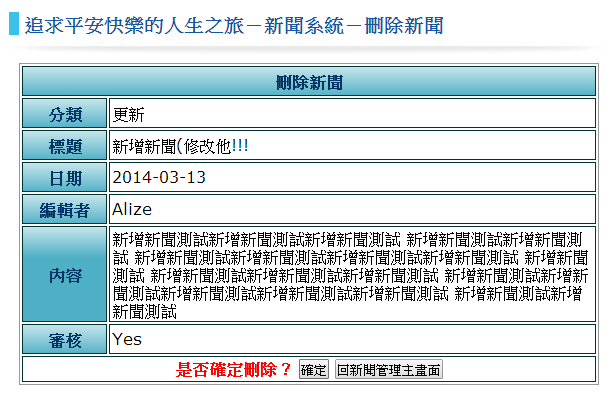 追求平安快樂的人生之旅－新聞系統－刪除新聞
刪除新聞
分類 更新
標題 新增新聞(修改他!!!
日期 2014-03-13
編輯者 Alize
內容 新增新聞測試新增新聞測試新增新聞測試 新增新聞測試新增新聞測
試 新增新聞測試新增新聞測試新增新聞測試新增新聞測試 新增新聞
測試 新增新聞測試新增新聞測試新增新聞測試 新增新聞測試新增新
聞測試新增新聞測試新增新聞測試新增新聞測試 新增新聞測試新增
新聞測試
審核 Yes
是否確定刪除？ 確定 回新聞管理主畫面